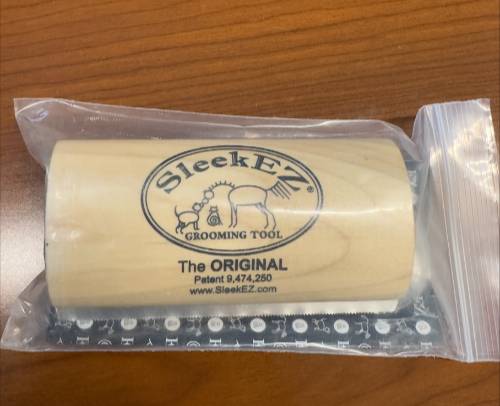 SleekEZ®
GROOMING TOOL
The ORIGINAL
Patent 9,474,250
www.SleekEZ.com